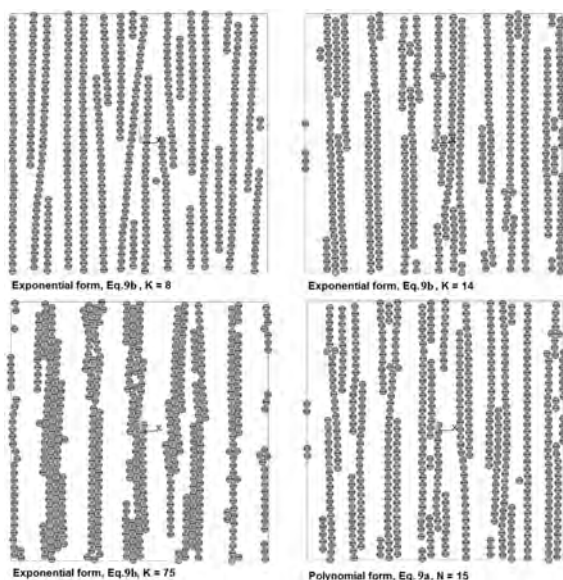 Exponential form, Eq.9b, K = 8
Exponential form, Eq.9b, K = 14
X
Exponential form, Eq.9b, K = 75
Polynomial form, Eq. 9a, N = 15